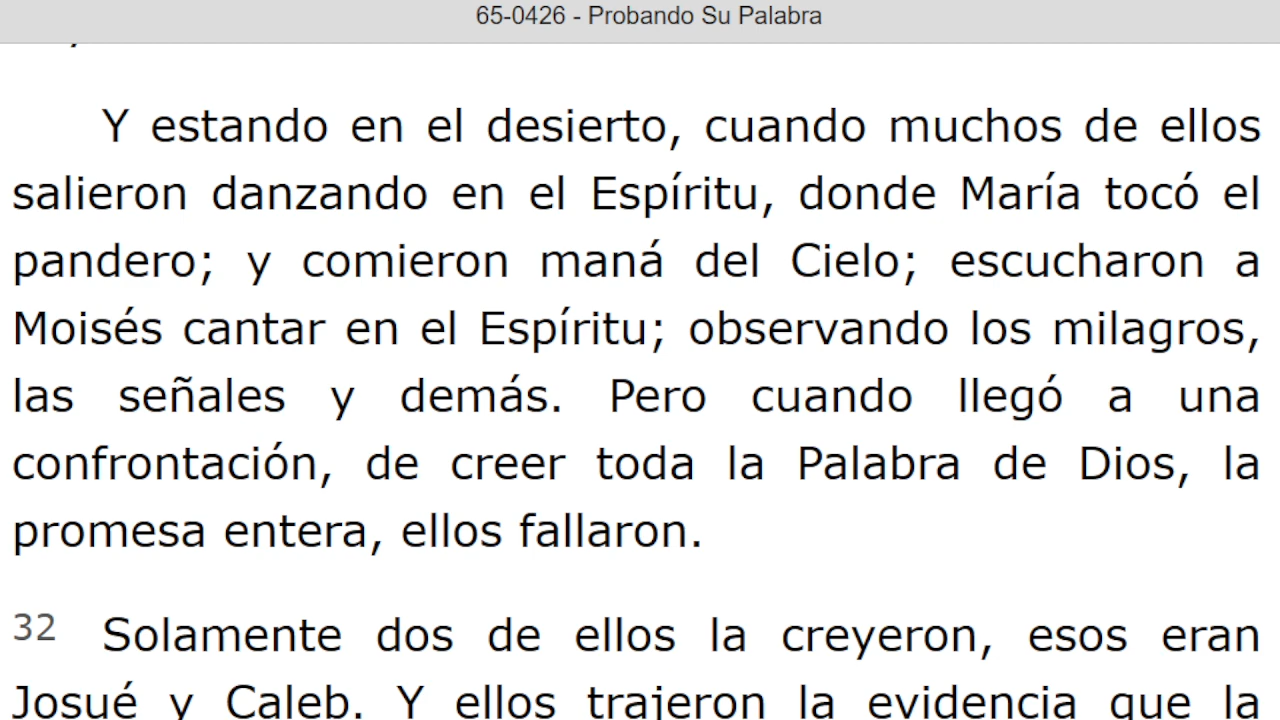 65-0426 - Probando Su Palabra
Y estando en el desierto, cuando muchos de ellos
salieron danzando en el Espíritu, donde María tocó el
pandero; y comieron maná del Cielo; escucharon a
Moisés cantar en el Espíritu; observando los milagros,
las señales y demás. Pero cuando llegó a una
confrontación, de creer toda la Palabra de Dios, la
promesa entera, ellos fallaron.
32 Solamente dos de ellos la creyeron, esos eran
Josué y Caleb. Y ellos trajeron la evidencia que la